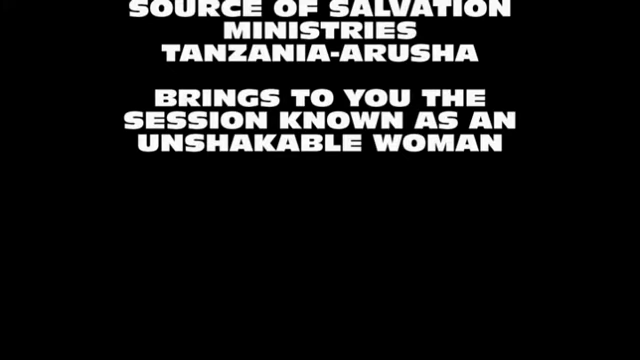 SOURCE OF SALVATION
MINISTRIES
TANZANIA-ARUSHA
BRINGS TO YOU THE
SESSION KNOWN AS AN
UNSHAKABLE WOMAN